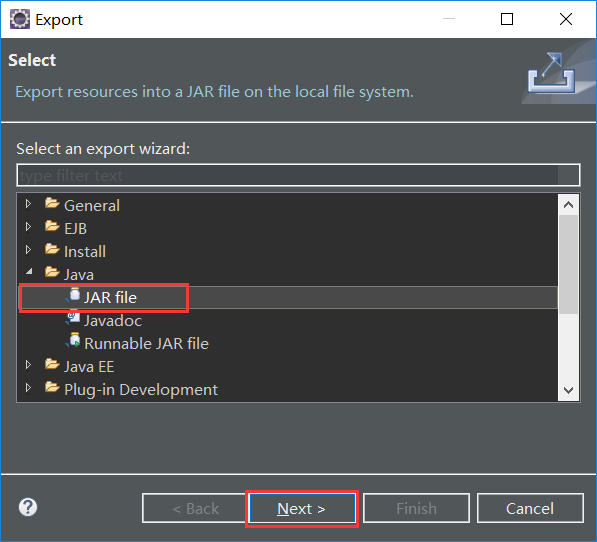 Export
Select
Export resources into a JAR file on the local file system.
Select an export wizard:
type filter text
General
EJB
Install
Java
JAR file
Javadoc
Runnable JAR file
Java EE
Plug-in Development
?
< Back
Next >
Finish
Cancel